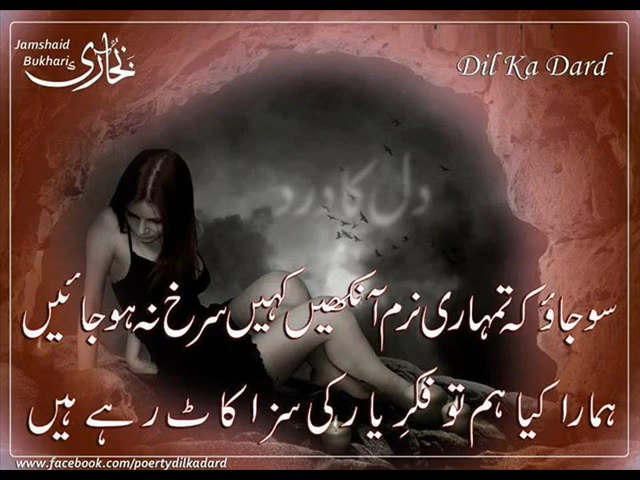 Jamshaid
Bukhari's
بخاری
Dil Ka Dard
دل کا درد
سو جاؤ کہ تمہاری نرم آنکھیں کہیں سرخ نہ ہو جائیں
ہمارا کیا ہم تو فکرِ یار کی سزا کاٹ رہے ہیں
www.facebook.com/poertydilkadard